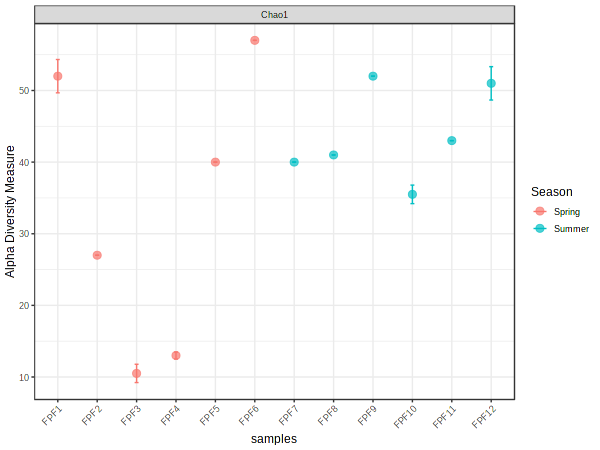 Chao1
Alpha Diversity Measure
50
40
30
20
10
FPF1
FPF2
FPF3
FPF4
FPF5
FPF6
FPF7
FPF8
FPF9
FPF10
FPF11
FPF12
samples
Season
Spring
Summer